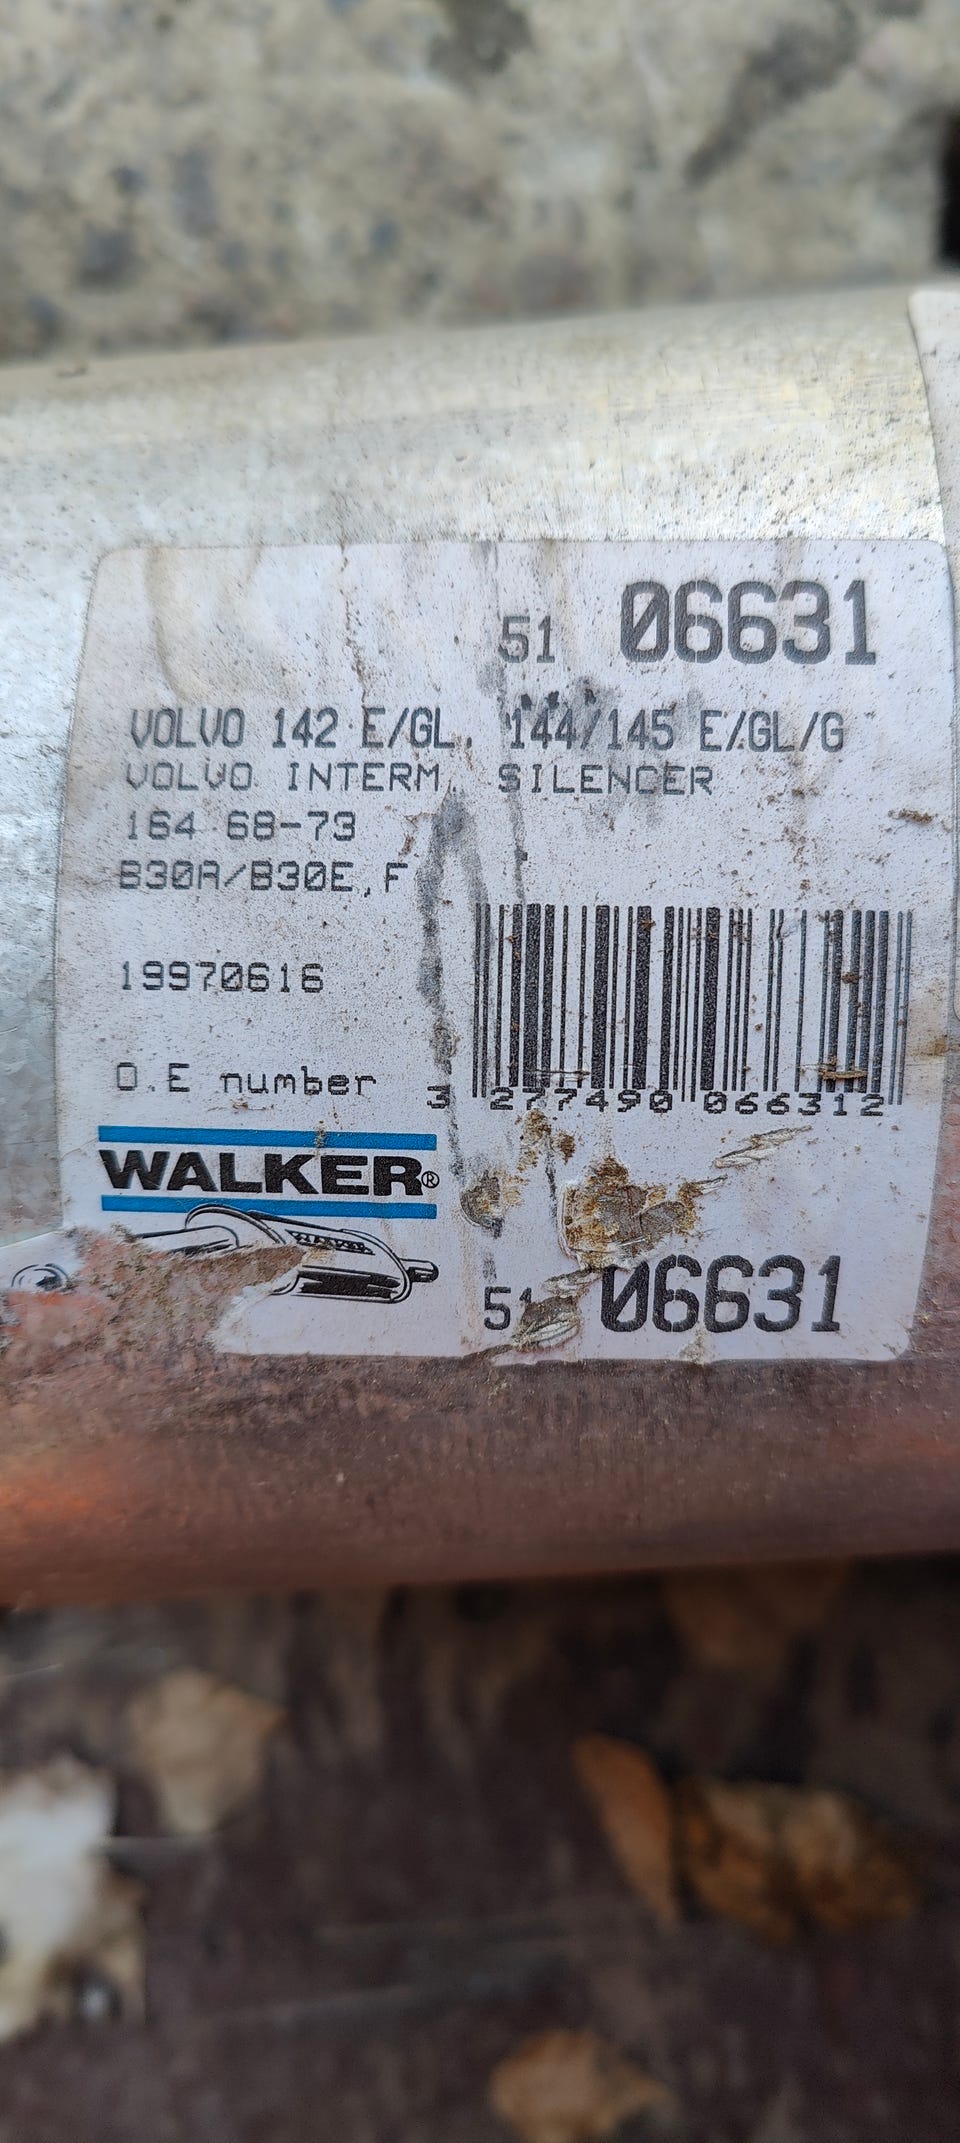 51 06631
VOLVO 142 E/GL, 144/145 E/GL/G
VOLVO INTERM. SILENCER
164 68-73
B30A/B30E,F
19970616
O.E number
3 277490 066312
WALKER®
51 06631